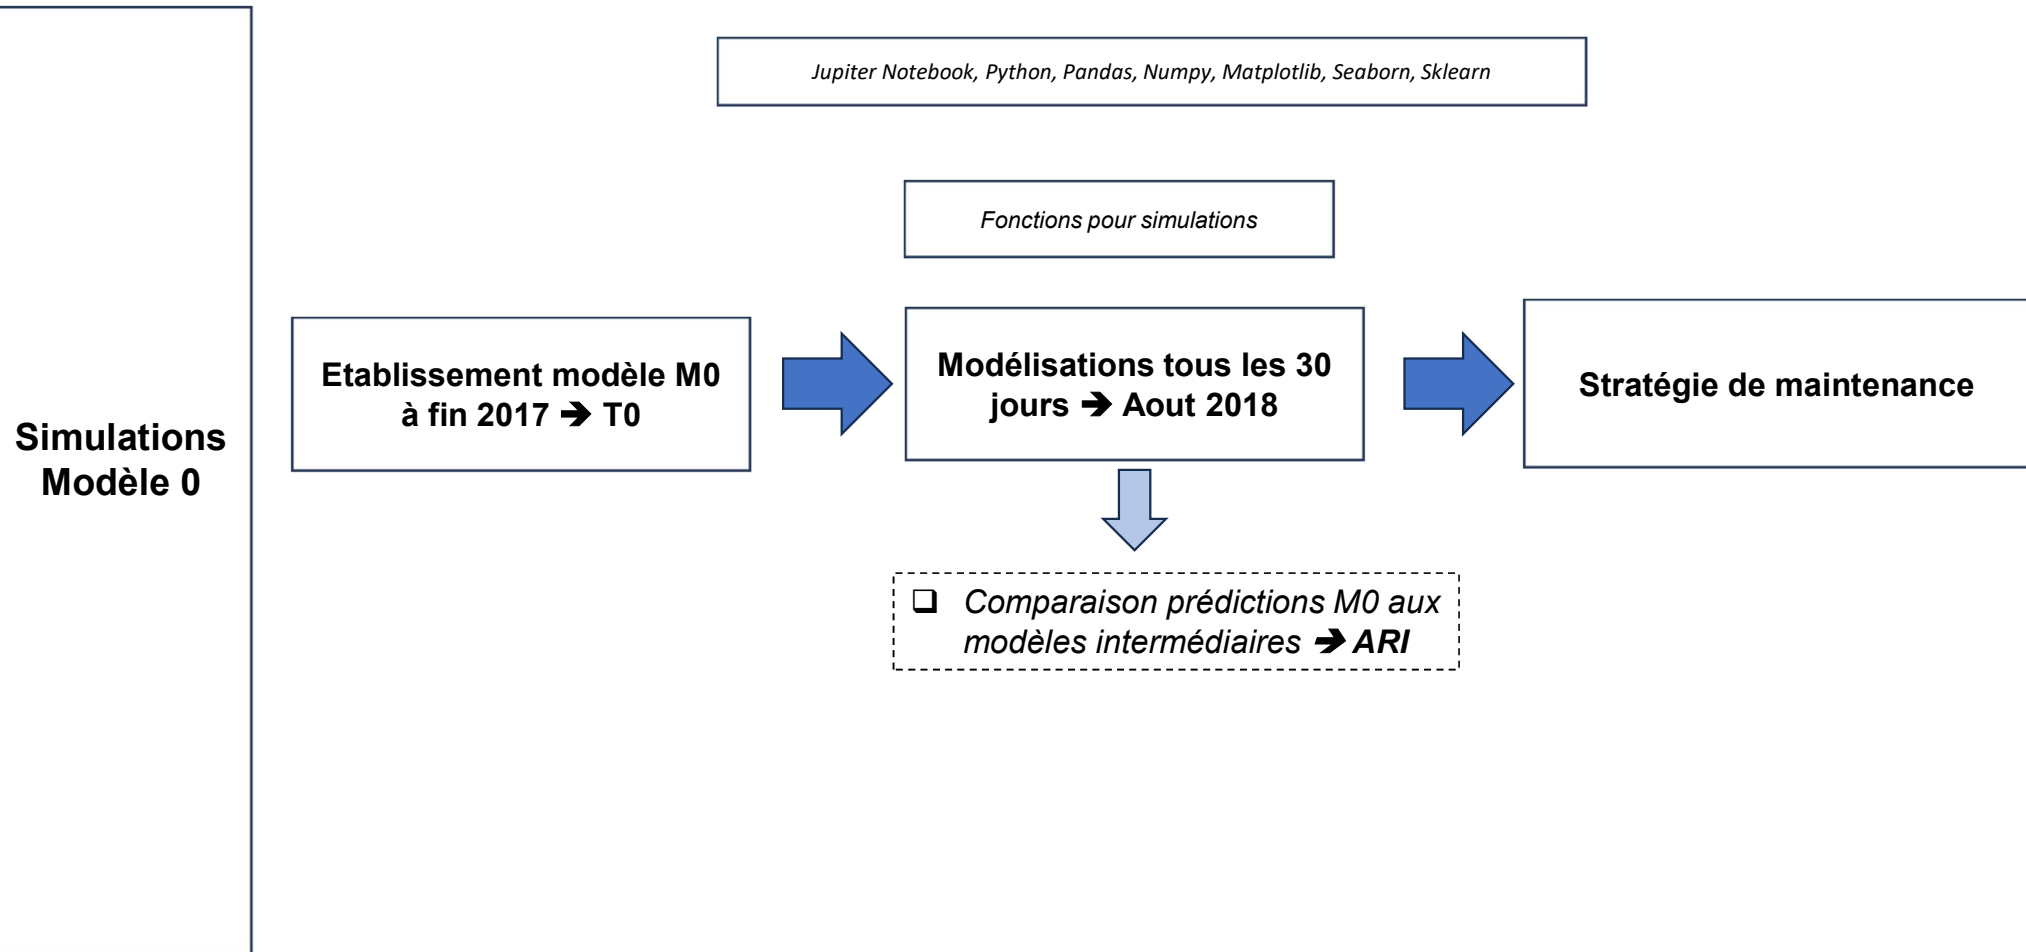 Jupiter Notebook, Python, Pandas, Numpy, Matplotlib, Seaborn, Sklearn
Fonctions pour simulations
Simulations
Modèle 0
Etablissement modèle M0
à fin 2017 ➔ T0
Modélisations tous les 30
jours ➔ Aout 2018
Stratégie de maintenance
❑ Comparaison prédictions M0 aux
modèles intermédiaires ➔ ARI